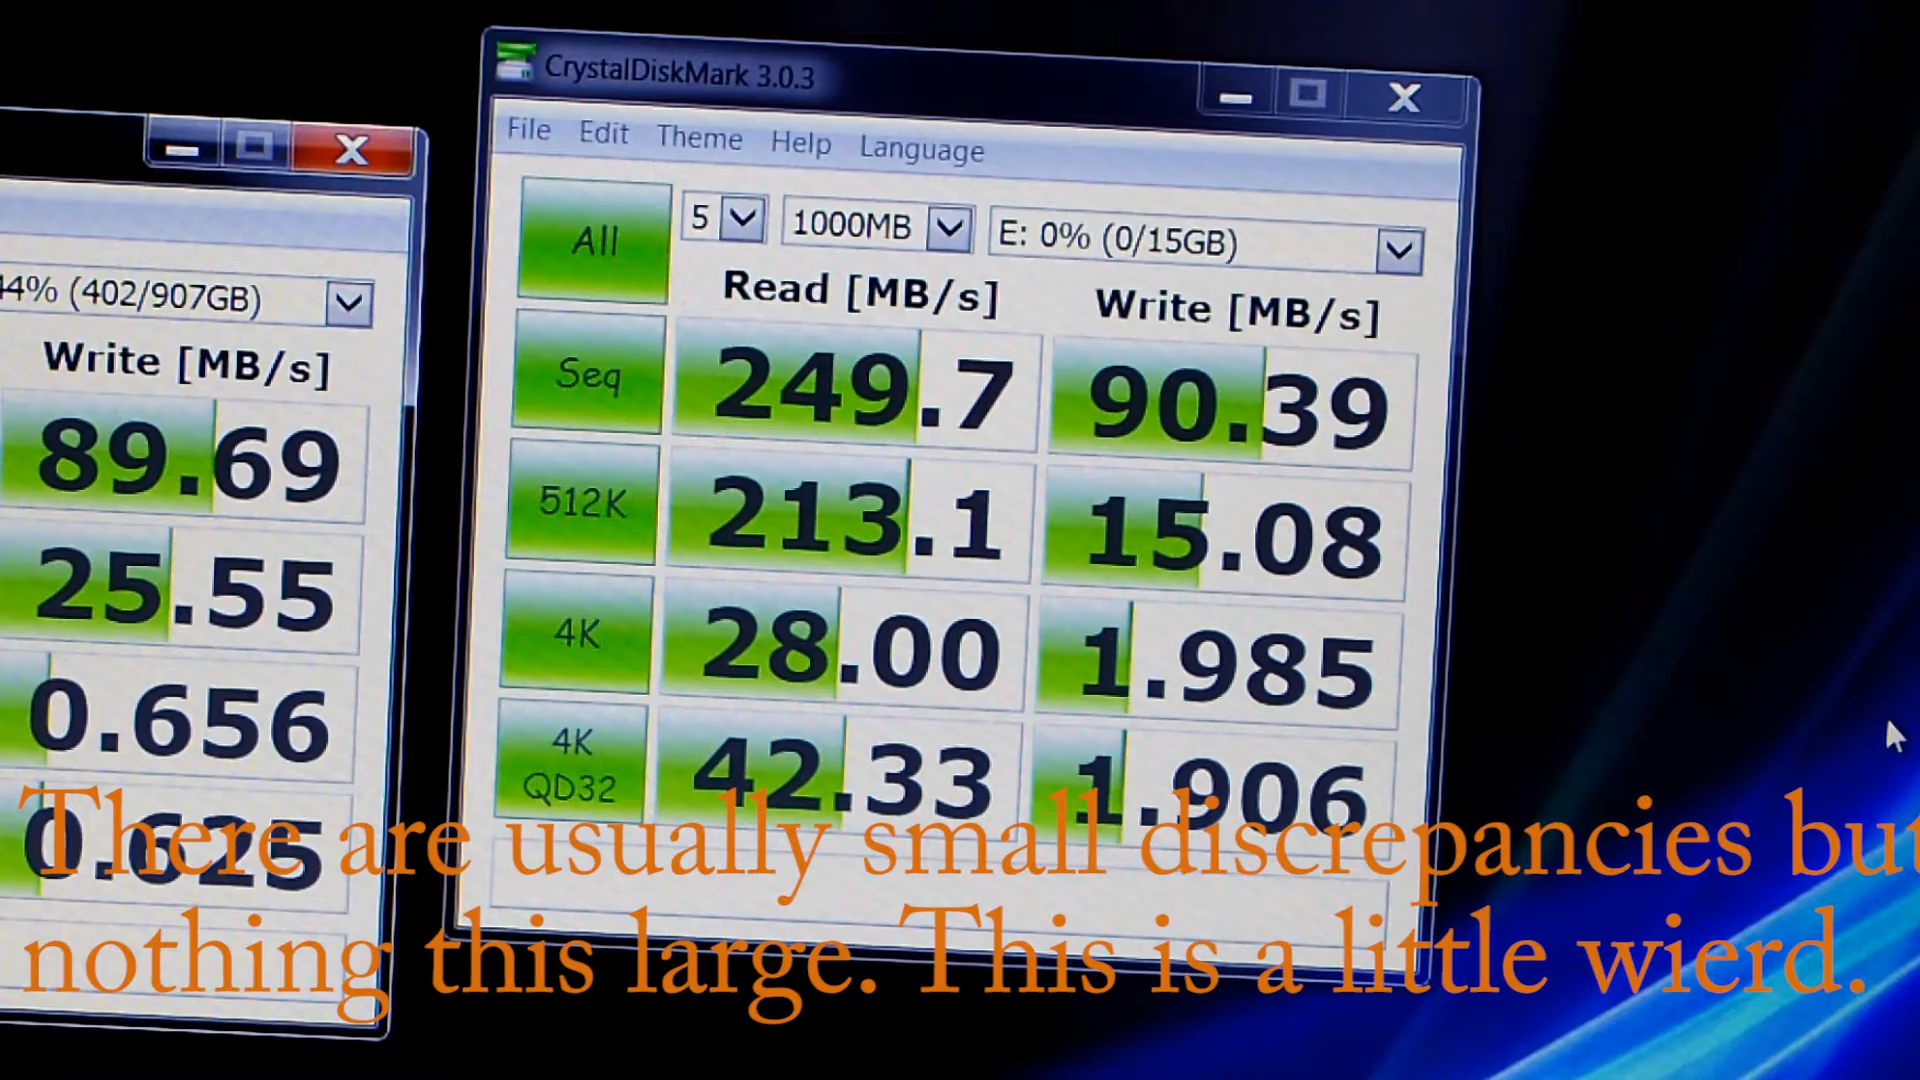 CrystalDiskMark 3.0.3
File Edit Theme Help Language
All 5 1000MB E: 0% (0/15GB)
Read [MB/s] Write [MB/s]
Seq 249.7 90.39
512K 213.1 15.08
4K 28.00 1.985
4K QD32 42.33 1.906
44% (402/907GB)
Write [MB/s]
89.69
25.55
0.656
0.625
There are usually small discrepancies but
nothing this large. This is a little wierd.